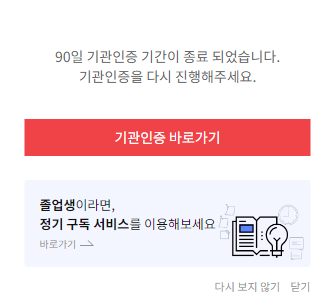 90일 기관인증 기간이 종료 되었습니다.
기관인증을 다시 진행해주세요.
기관인증 바로가기
졸업생이라면,
정기 구독 서비스를 이용해보세요
바로가기
다시 보지 않기 닫기